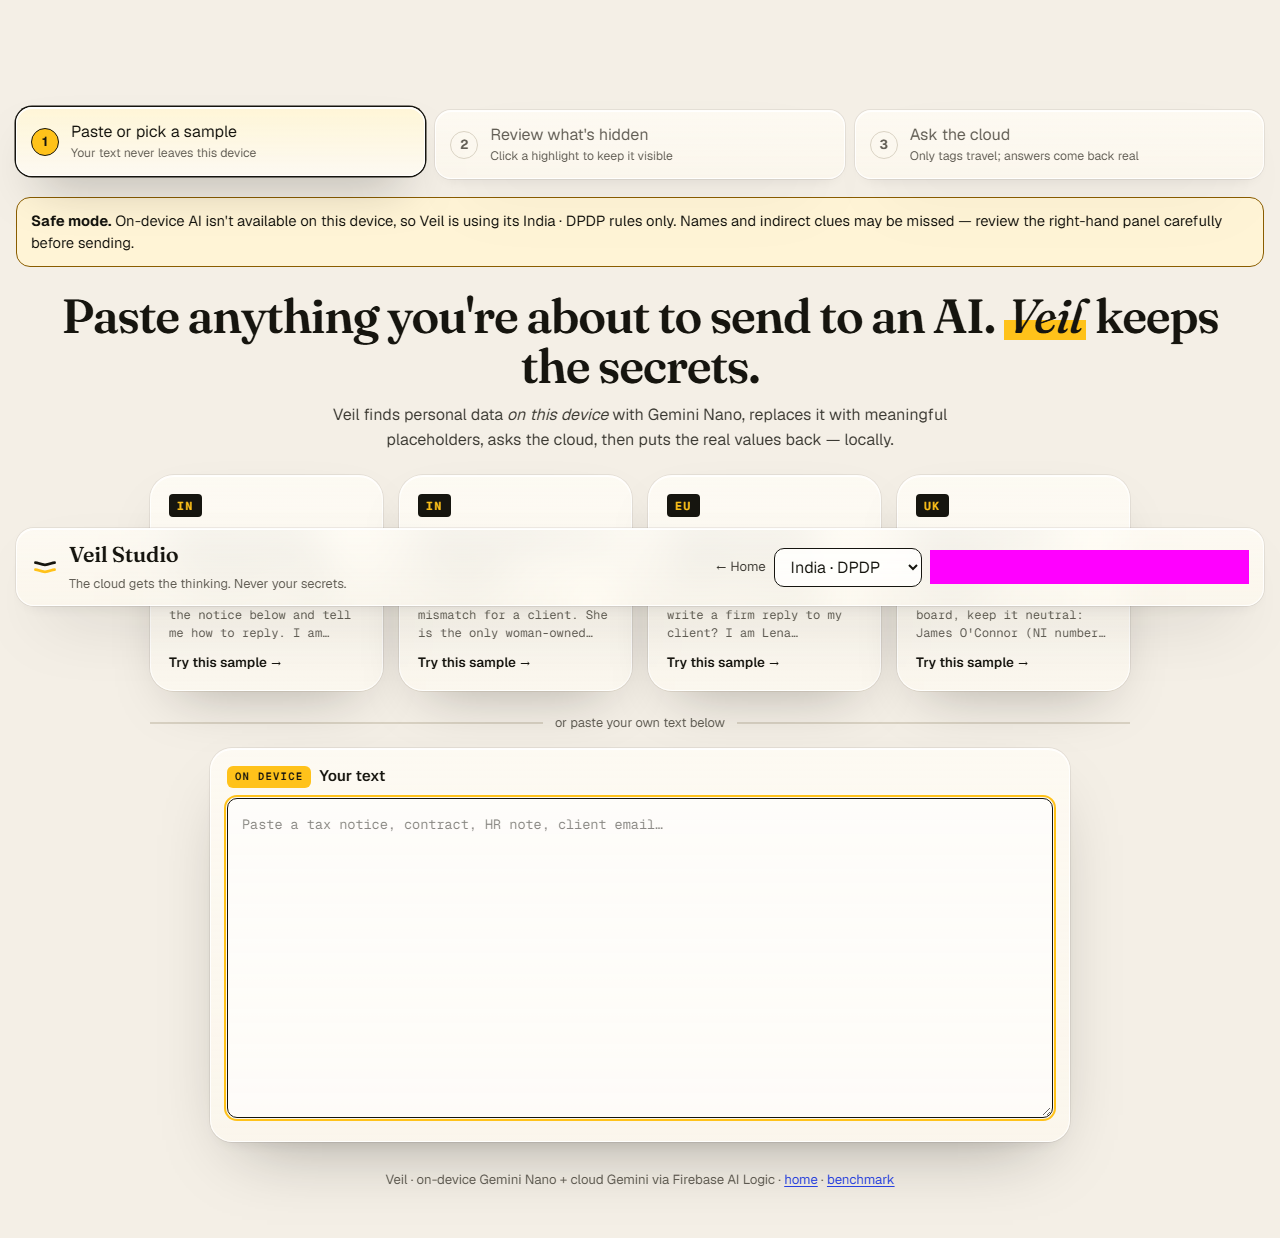 1
Paste or pick a sample
Your text never leaves this device
2
Review what's hidden
Click a highlight to keep it visible
3
Ask the cloud
Only tags travel; answers come back real
Safe mode. On-device AI isn't available on this device, so Veil is using its India · DPDP rules only. Names and indirect clues may be missed — review the right-hand panel carefully
before sending.
Paste anything you're about to send to an AI. Veil keeps
the secrets.
Veil finds personal data on this device with Gemini Nano, replaces it with meaningful
placeholders, asks the cloud, then puts the real values back — locally.
IN
IN
EU
UK
Veil Studio
The cloud gets the thinking. Never your secrets.
← Home
India · DPDP
the notice below and tell
me how to reply. I am…
Try this sample →
mismatch for a client. She
is the only woman-owned…
Try this sample →
write a firm reply to my
client? I am Lena…
Try this sample →
board, keep it neutral:
James O'Connor (NI number…
Try this sample →
or paste your own text below
ON DEVICE Your text
Paste a tax notice, contract, HR note, client email…
Veil · on-device Gemini Nano + cloud Gemini via Firebase AI Logic · home · benchmark